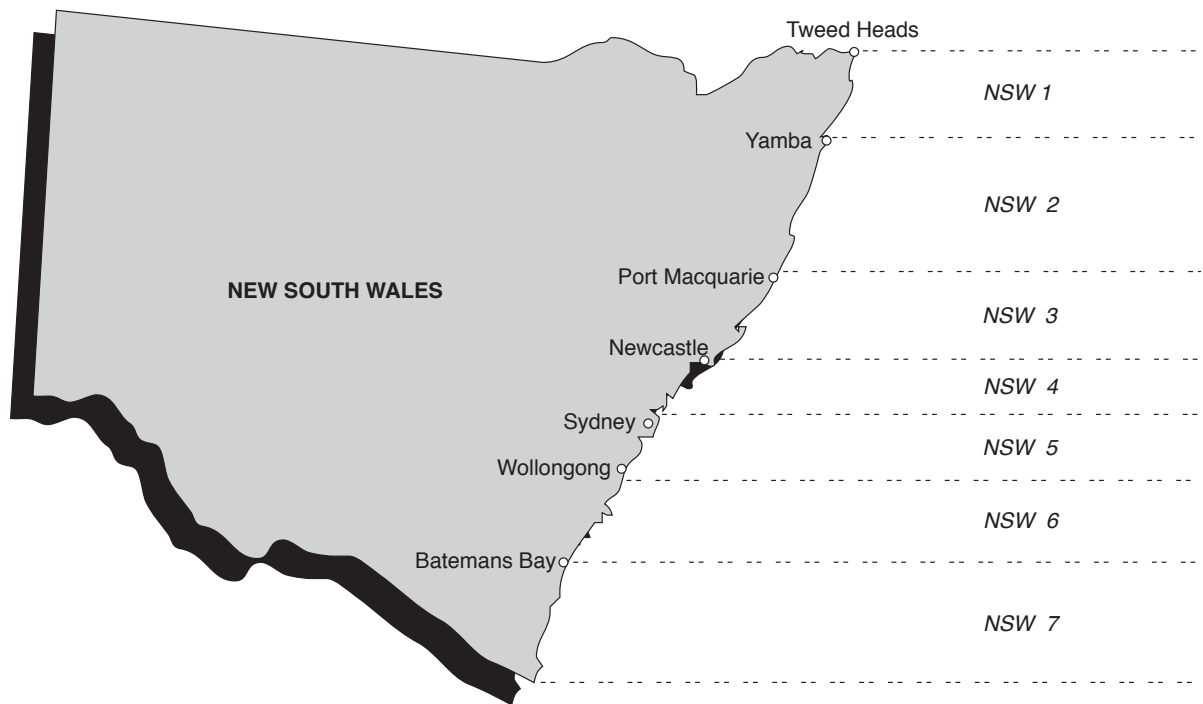 Tweed Heads
NSW 1
Yamba
NSW 2
Port Macquarie
NEW SOUTH WALES
NSW 3
Newcastle
NSW 4
Sydney
NSW 5
Wollongong
NSW 6
Batemans Bay
NSW 7